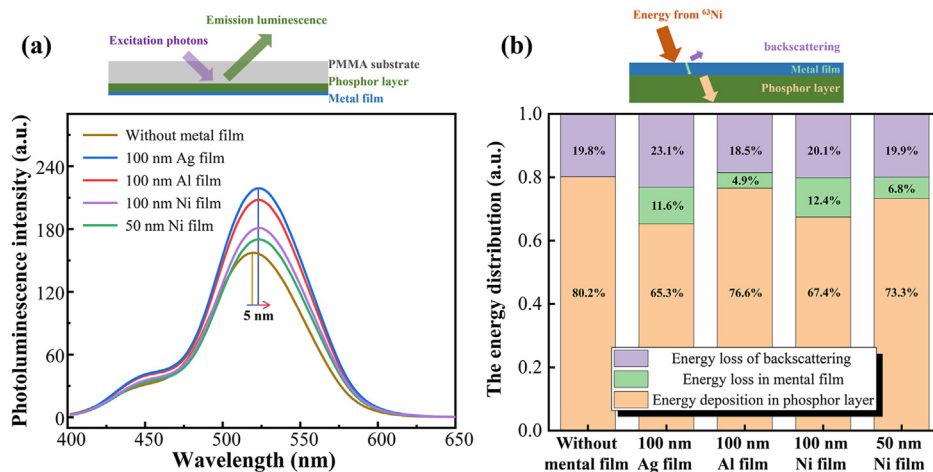 (a)
Emission luminescence
Excitation photons
PMMA substrate
Phosphor layer
Metal film
Photoluminescence intensity (a.u.)
240
180
120
60
0
Without metal film
100 nm Ag film
100 nm Al film
100 nm Ni film
50 nm Ni film
5 nm
400 450 500 550 600 650
Wavelength (nm)
(b)
Energy from ⁶³Ni
backscattering
Metal film
Phosphor layer
The energy distribution (a.u.)
1.0
0.8
0.6
0.4
0.2
0.0
19.8% 23.1% 18.5% 20.1% 19.9%
11.6% 4.9% 12.4% 6.8%
80.2% 65.3% 76.6% 67.4% 73.3%
Energy loss of backscattering
Energy loss in mental film
Energy deposition in phosphor layer
Without 100 nm 100 nm 100 nm 50 nm
mental film Ag film Al film Ni film Ni film